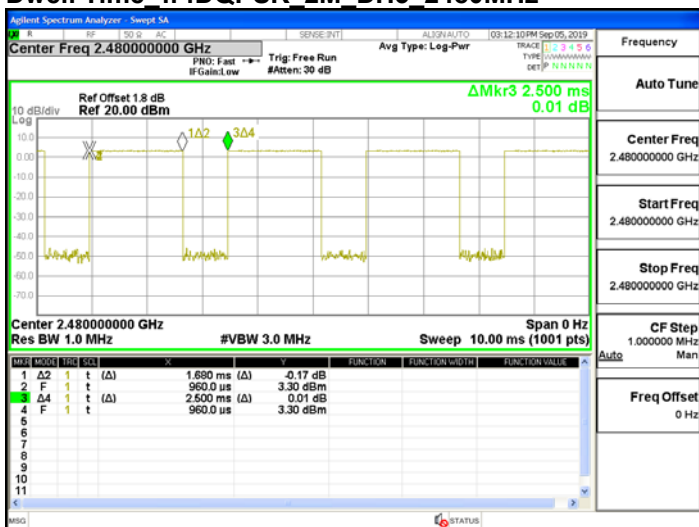 Agilent Spectrum Analyzer - Swept SA
R RF 50 Ω AC SENSE:INT ALIGN AUTO 03:12:10 PM Sep 05, 2019
Center Freq 2.480000000 GHz
PNO: Fast
IFGain:Low
Trig: Free Run
#Atten: 30 dB
Avg Type: Log-Pwr
TRACE 1 2 3 4 5 6
TYPE
DET P N N N N N
ΔMkr3 2.500 ms
0.01 dB
Ref Offset 1.8 dB
10 dB/div Ref 20.00 dBm
Log
10.0
0.00
-10.0
-20.0
-30.0
-40.0
-50.0
-60.0
-70.0
1Δ2
3Δ4
Center 2.480000000 GHz Span 0 Hz
Res BW 1.0 MHz #VBW 3.0 MHz Sweep 10.00 ms (1001 pts)
MKR MODE TRC SCL X Y FUNCTION FUNCTION WIDTH FUNCTION VALUE
1 Δ2 1 t (Δ) 1.680 ms (Δ) -0.17 dB
2 F 1 t 960.0 µs 3.30 dBm
3 Δ4 1 t (Δ) 2.500 ms (Δ) 0.01 dB
4 F 1 t 960.0 µs 3.30 dBm
5
6
7
8
9
10
11
MSG STATUS
Frequency
Auto Tune
Center Freq
2.480000000 GHz
Start Freq
2.480000000 GHz
Stop Freq
2.480000000 GHz
CF Step
1.000000 MHz
Auto Man
Freq Offset
0 Hz